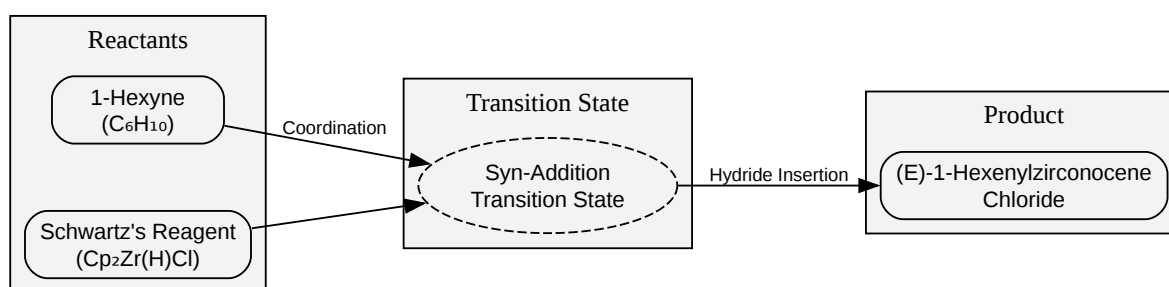 Reactants
1-Hexyne
(C₆H₁₀)
Schwartz's Reagent
(Cp₂Zr(H)Cl)
Coordination
Transition State
Syn-Addition
Transition State
Hydride Insertion
Product
(E)-1-Hexenylzirconocene
Chloride